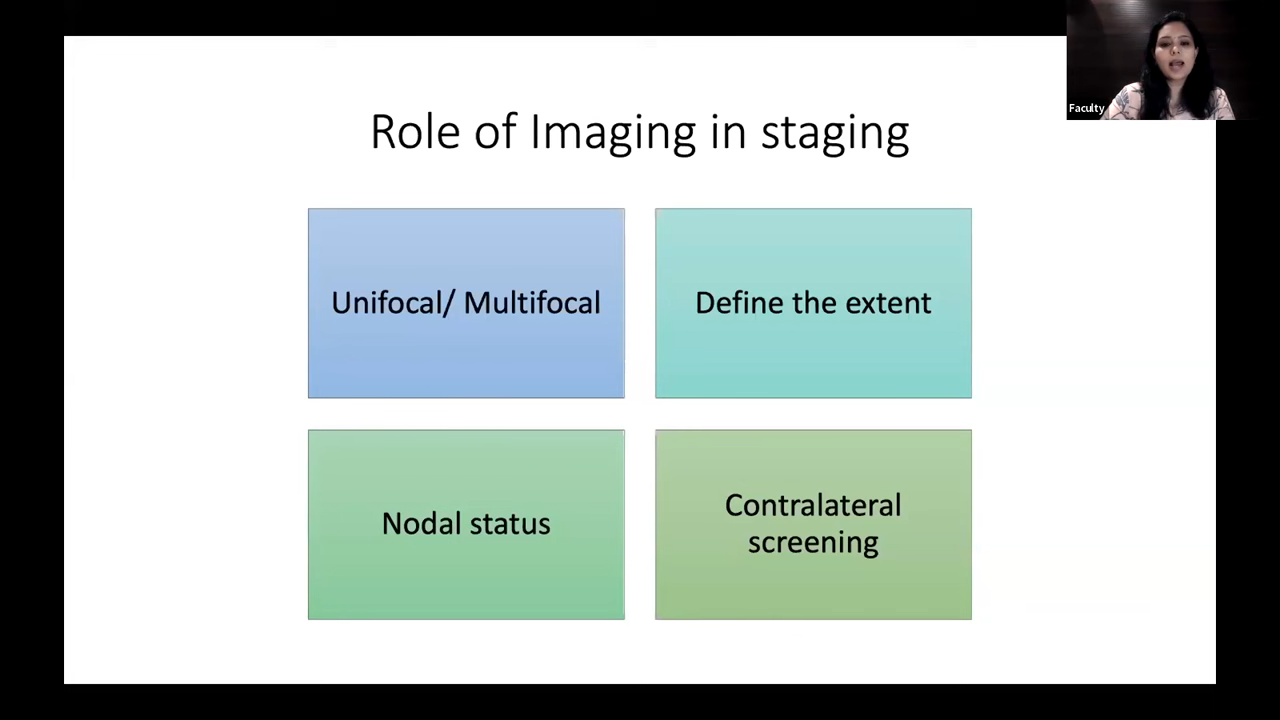 Faculty
Role of Imaging in staging
Unifocal/ Multifocal
Define the extent
Nodal status
Contralateral
screening